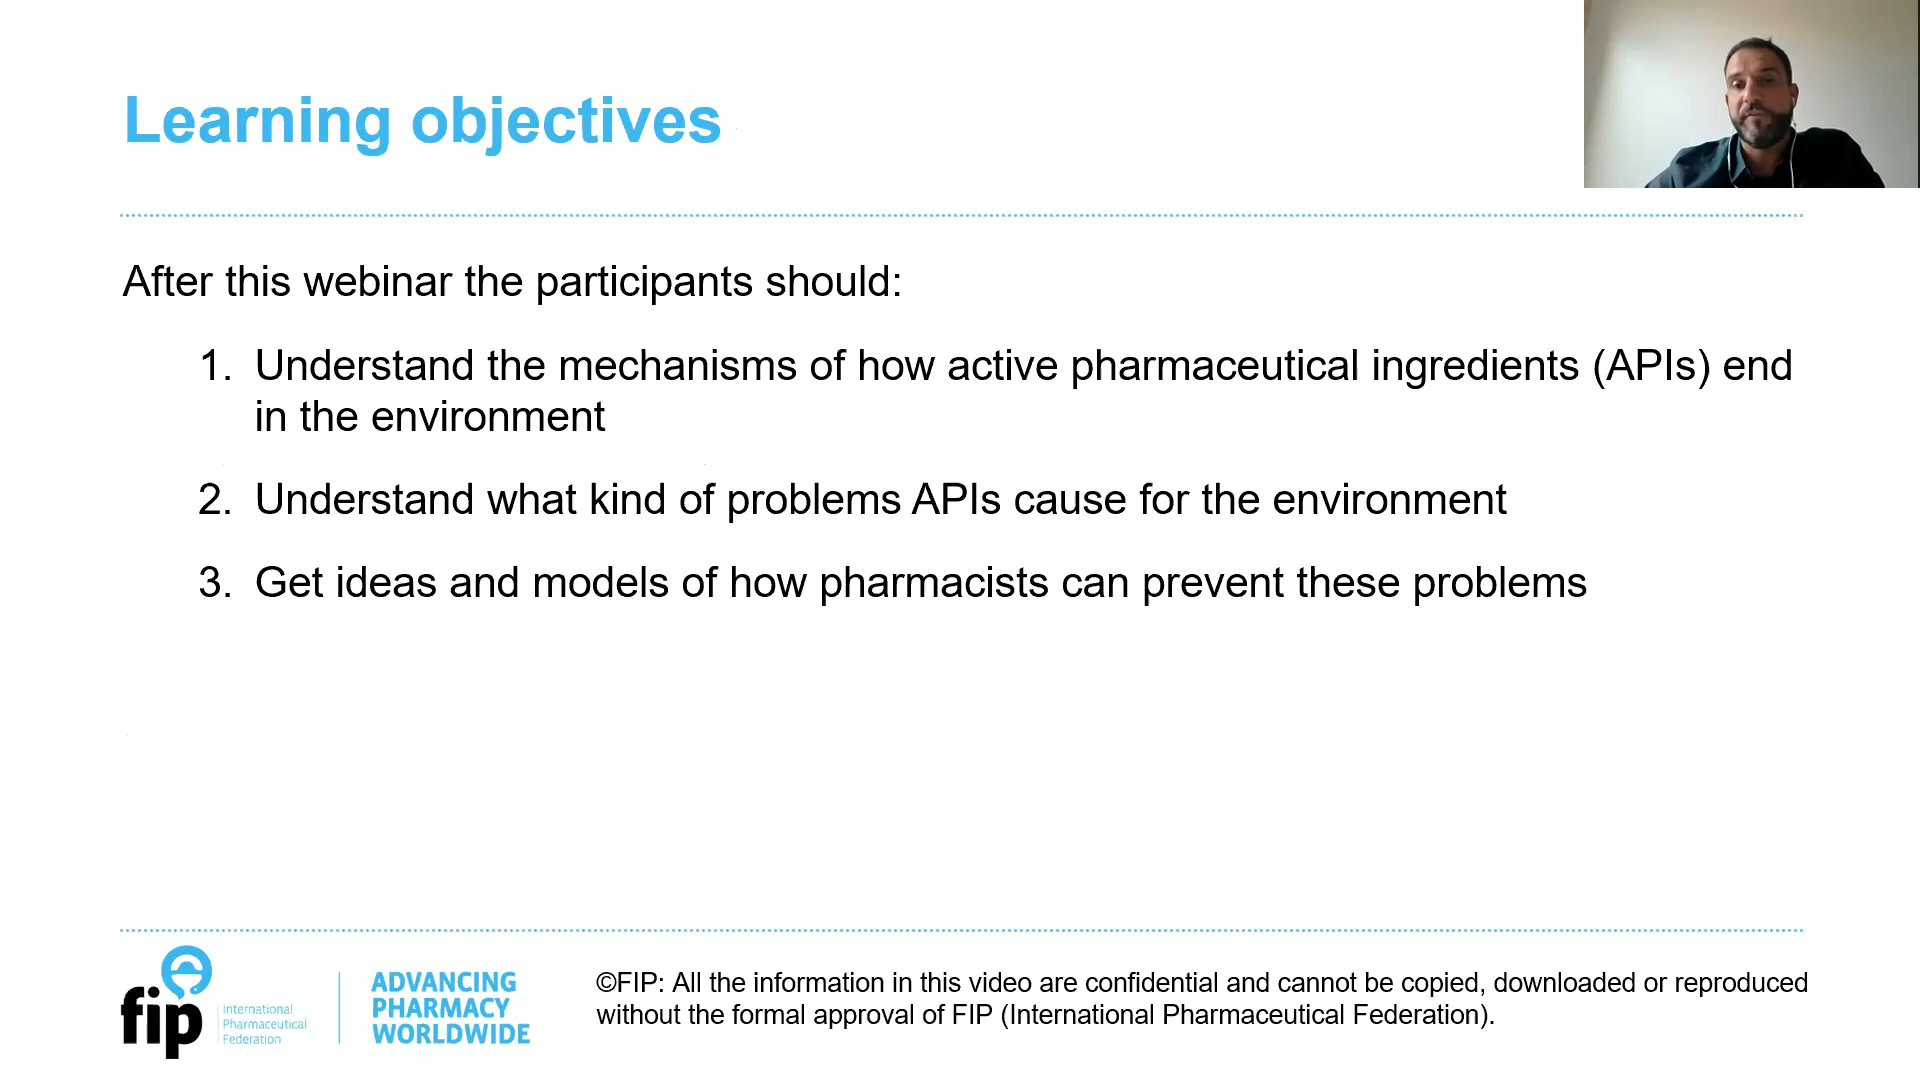 Learning objectives
After this webinar the participants should:
1. Understand the mechanisms of how active pharmaceutical ingredients (APIs) end
in the environment
2. Understand what kind of problems APIs cause for the environment
3. Get ideas and models of how pharmacists can prevent these problems
fip
International
Pharmaceutical
Federation
ADVANCING
PHARMACY
WORLDWIDE
©FIP: All the information in this video are confidential and cannot be copied, downloaded or reproduced
without the formal approval of FIP (International Pharmaceutical Federation).